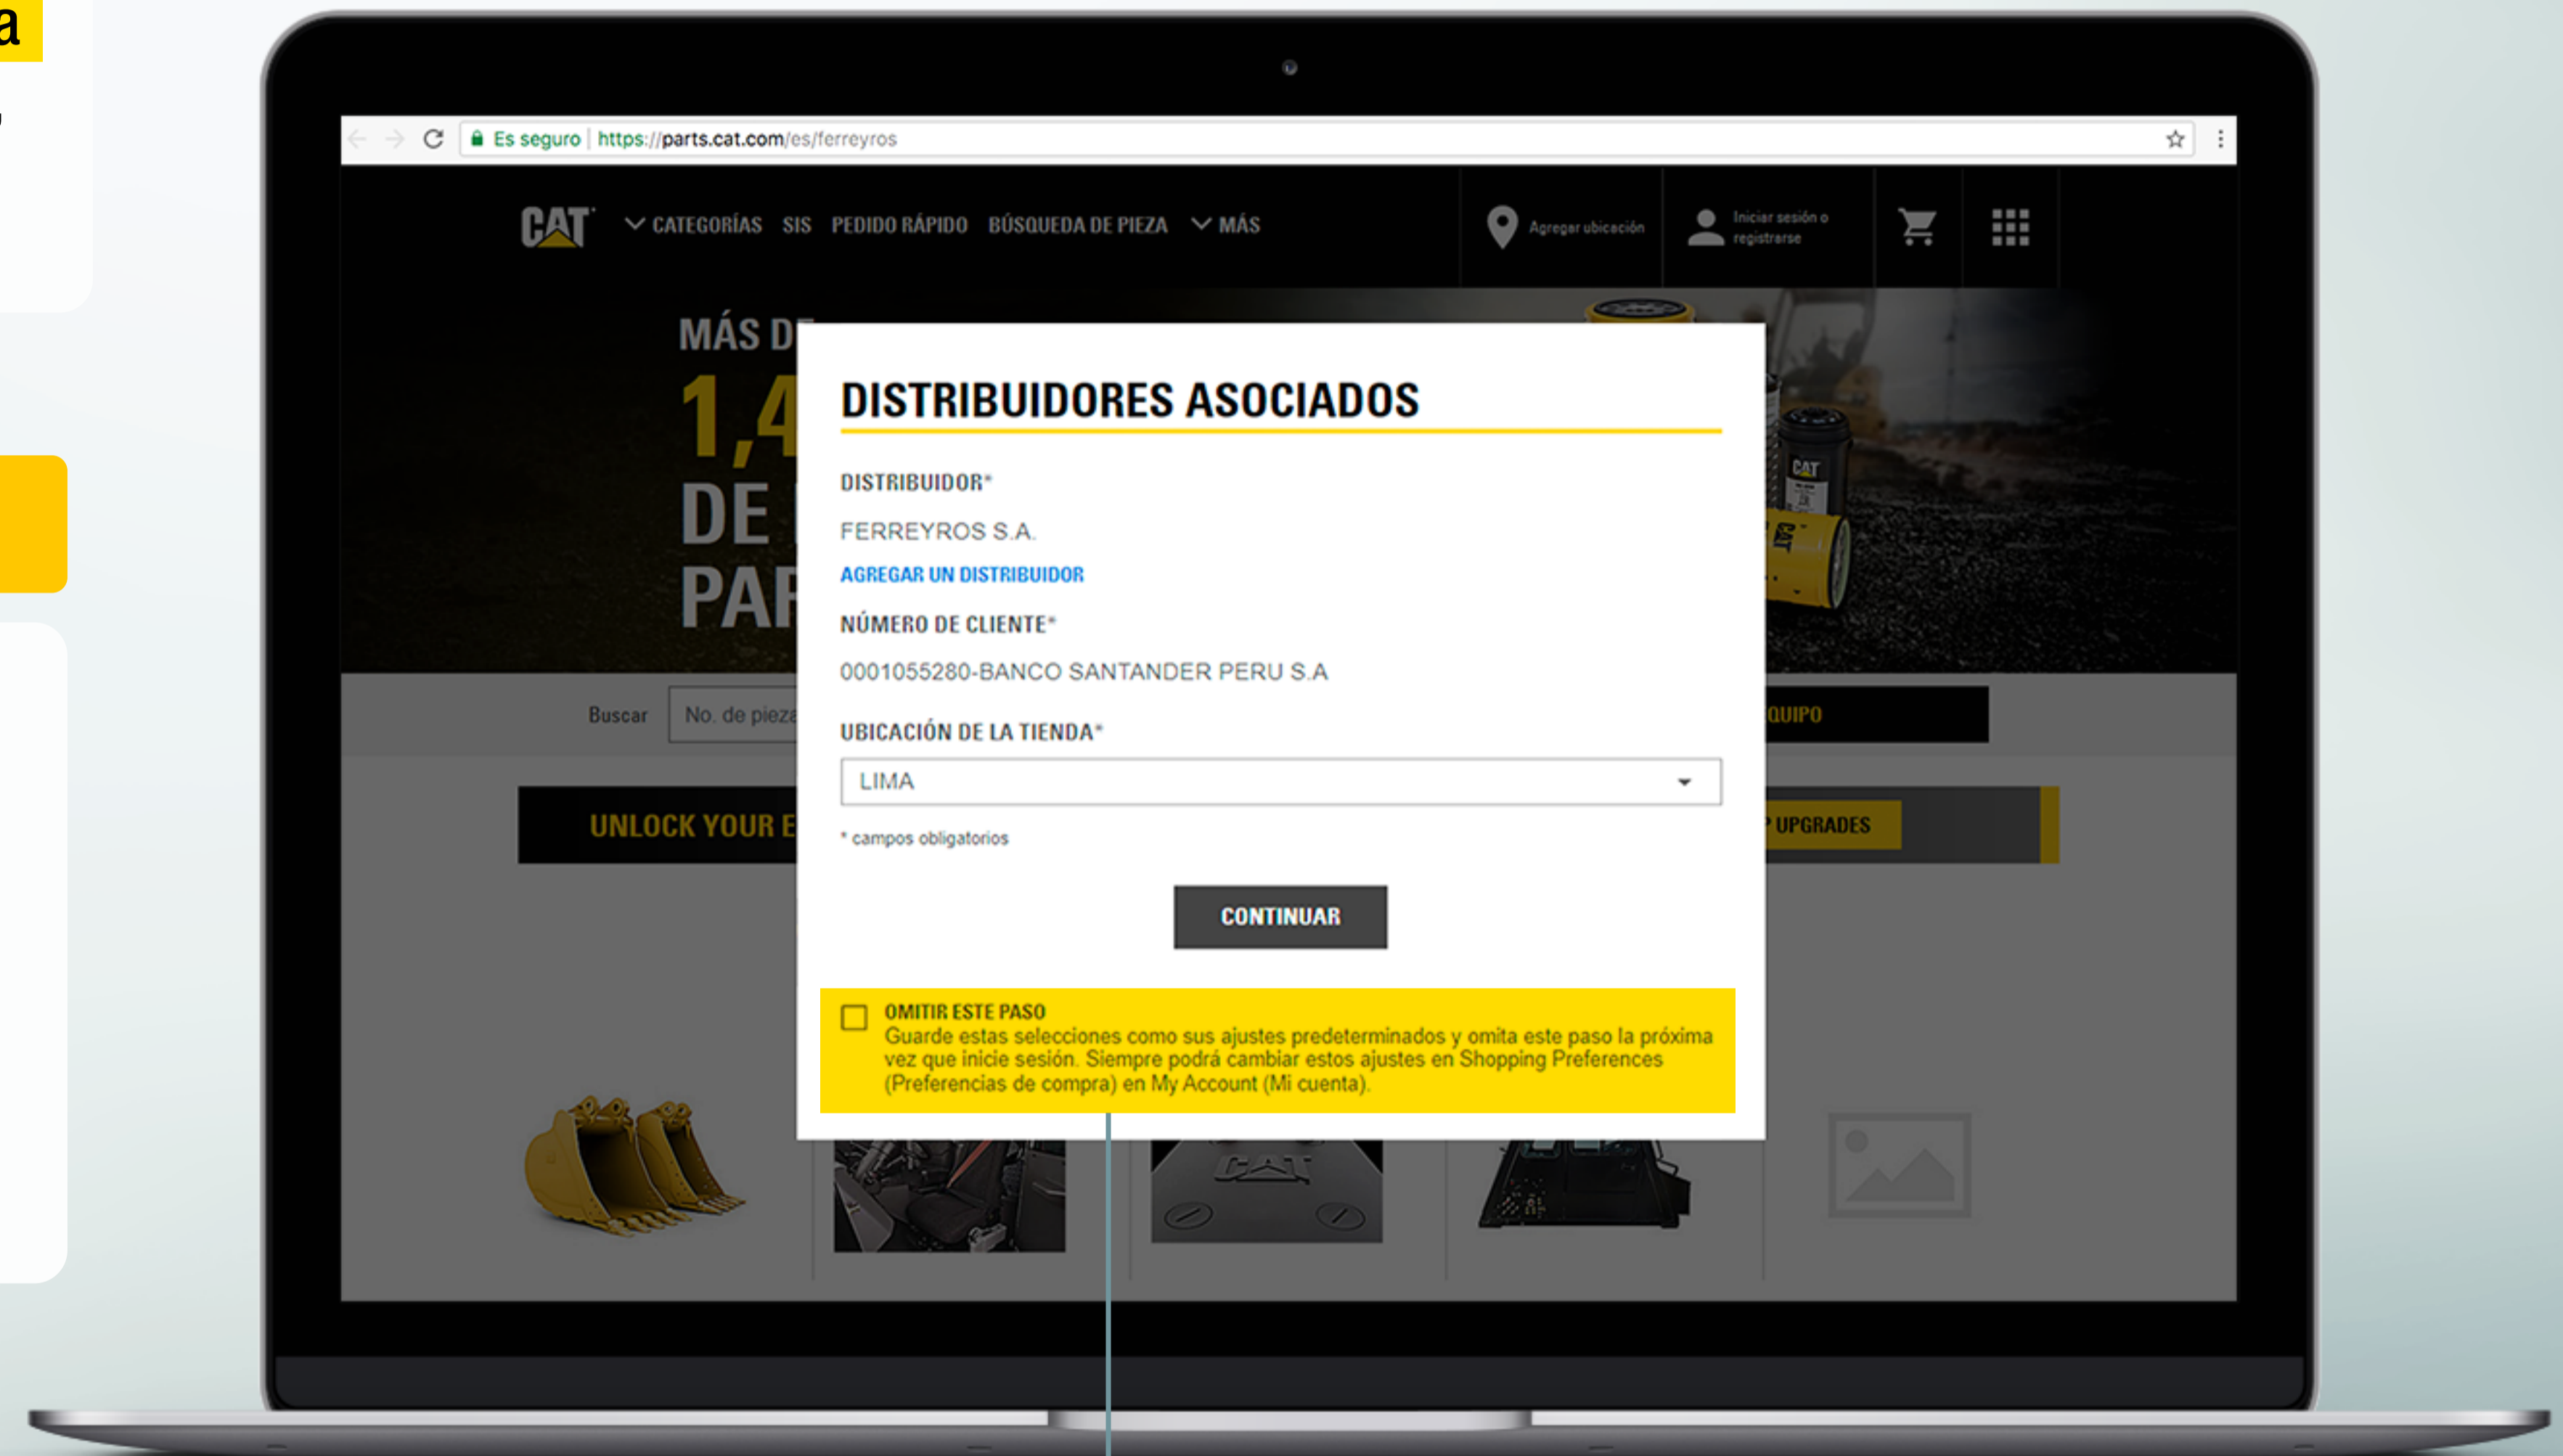 a
,
Es seguro | https://parts.cat.com/es/ferreyros
CAT CATEGORÍAS SIS PEDIDO RÁPIDO BÚSQUEDA DE PIEZA MÁS
Agregar ubicación
Iniciar sesión o
registrarse
MÁS DE
1,4
DE
PAR
DISTRIBUIDORES ASOCIADOS
DISTRIBUIDOR*
FERREYROS S.A.
AGREGAR UN DISTRIBUIDOR
NÚMERO DE CLIENTE*
0001055280-BANCO SANTANDER PERU S.A
UBICACIÓN DE LA TIENDA*
LIMA
* campos obligatorios
CONTINUAR
OMITIR ESTE PASO
Guarde estas selecciones como sus ajustes predeterminados y omita este paso la próxima
vez que inicie sesión. Siempre podrá cambiar estos ajustes en Shopping Preferences
(Preferencias de compra) en My Account (Mi cuenta).
CAT
CAT
Buscar No. de pieza
QUIPO
UNLOCK YOUR E
UPGRADES
CAT